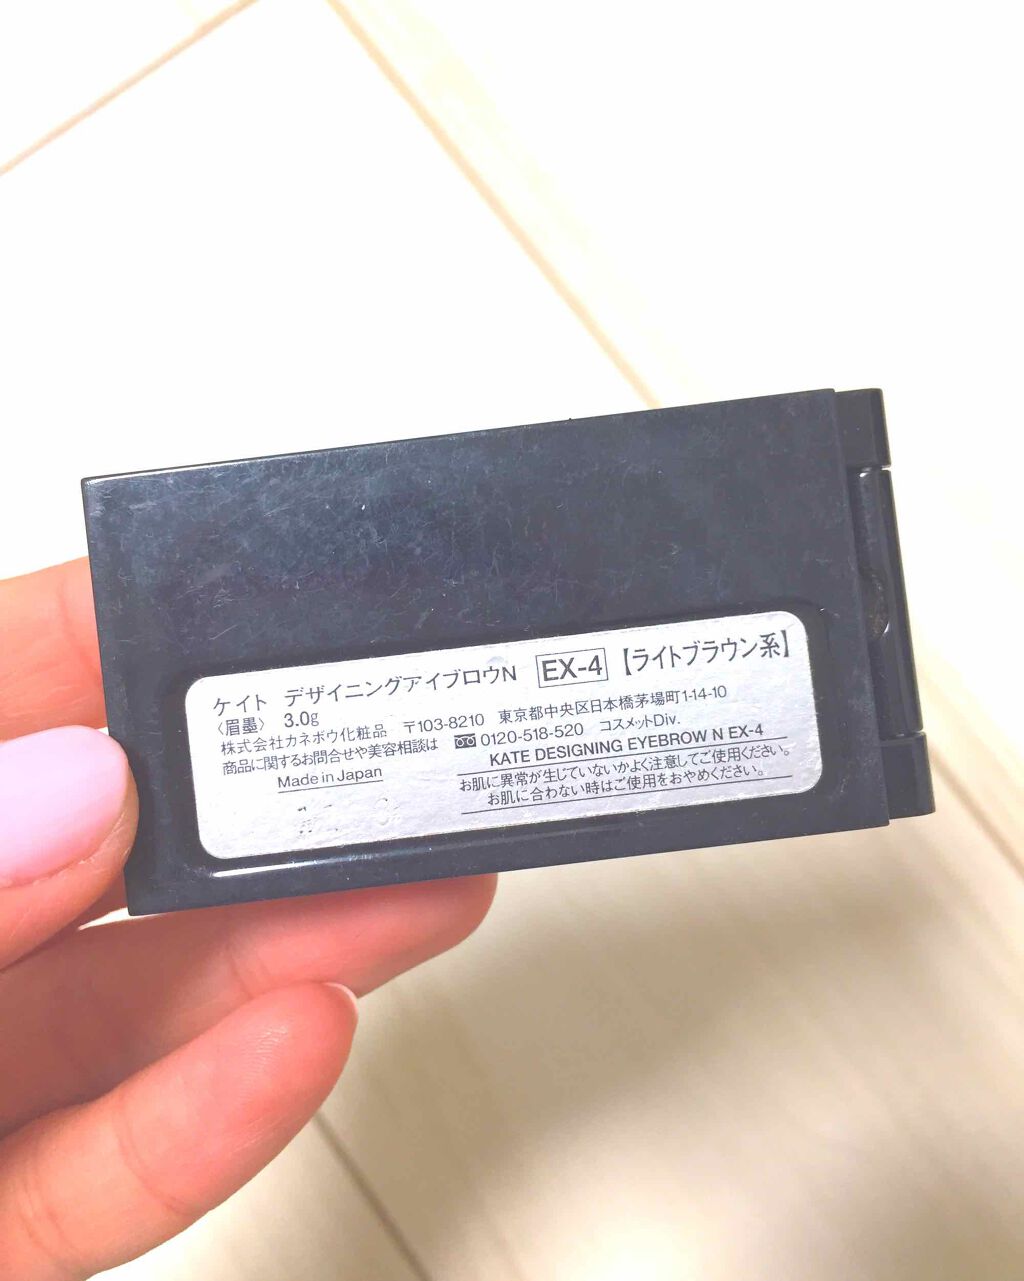 ケイト デザイニングアイブロウN EX-4 【ライトブラウン系】
〈眉墨〉 3.0g
株式会社カネボウ化粧品 〒103-8210 東京都中央区日本橋茅場町1-14-10
商品に関するお問合せや美容相談は 0120-518-520 コスメットDiv.
Made in Japan
KATE DESIGNING EYEBROW N EX-4
お肌に異常が生じていないかよく注意してご使用ください。
お肌に合わない時はご使用をおやめください。